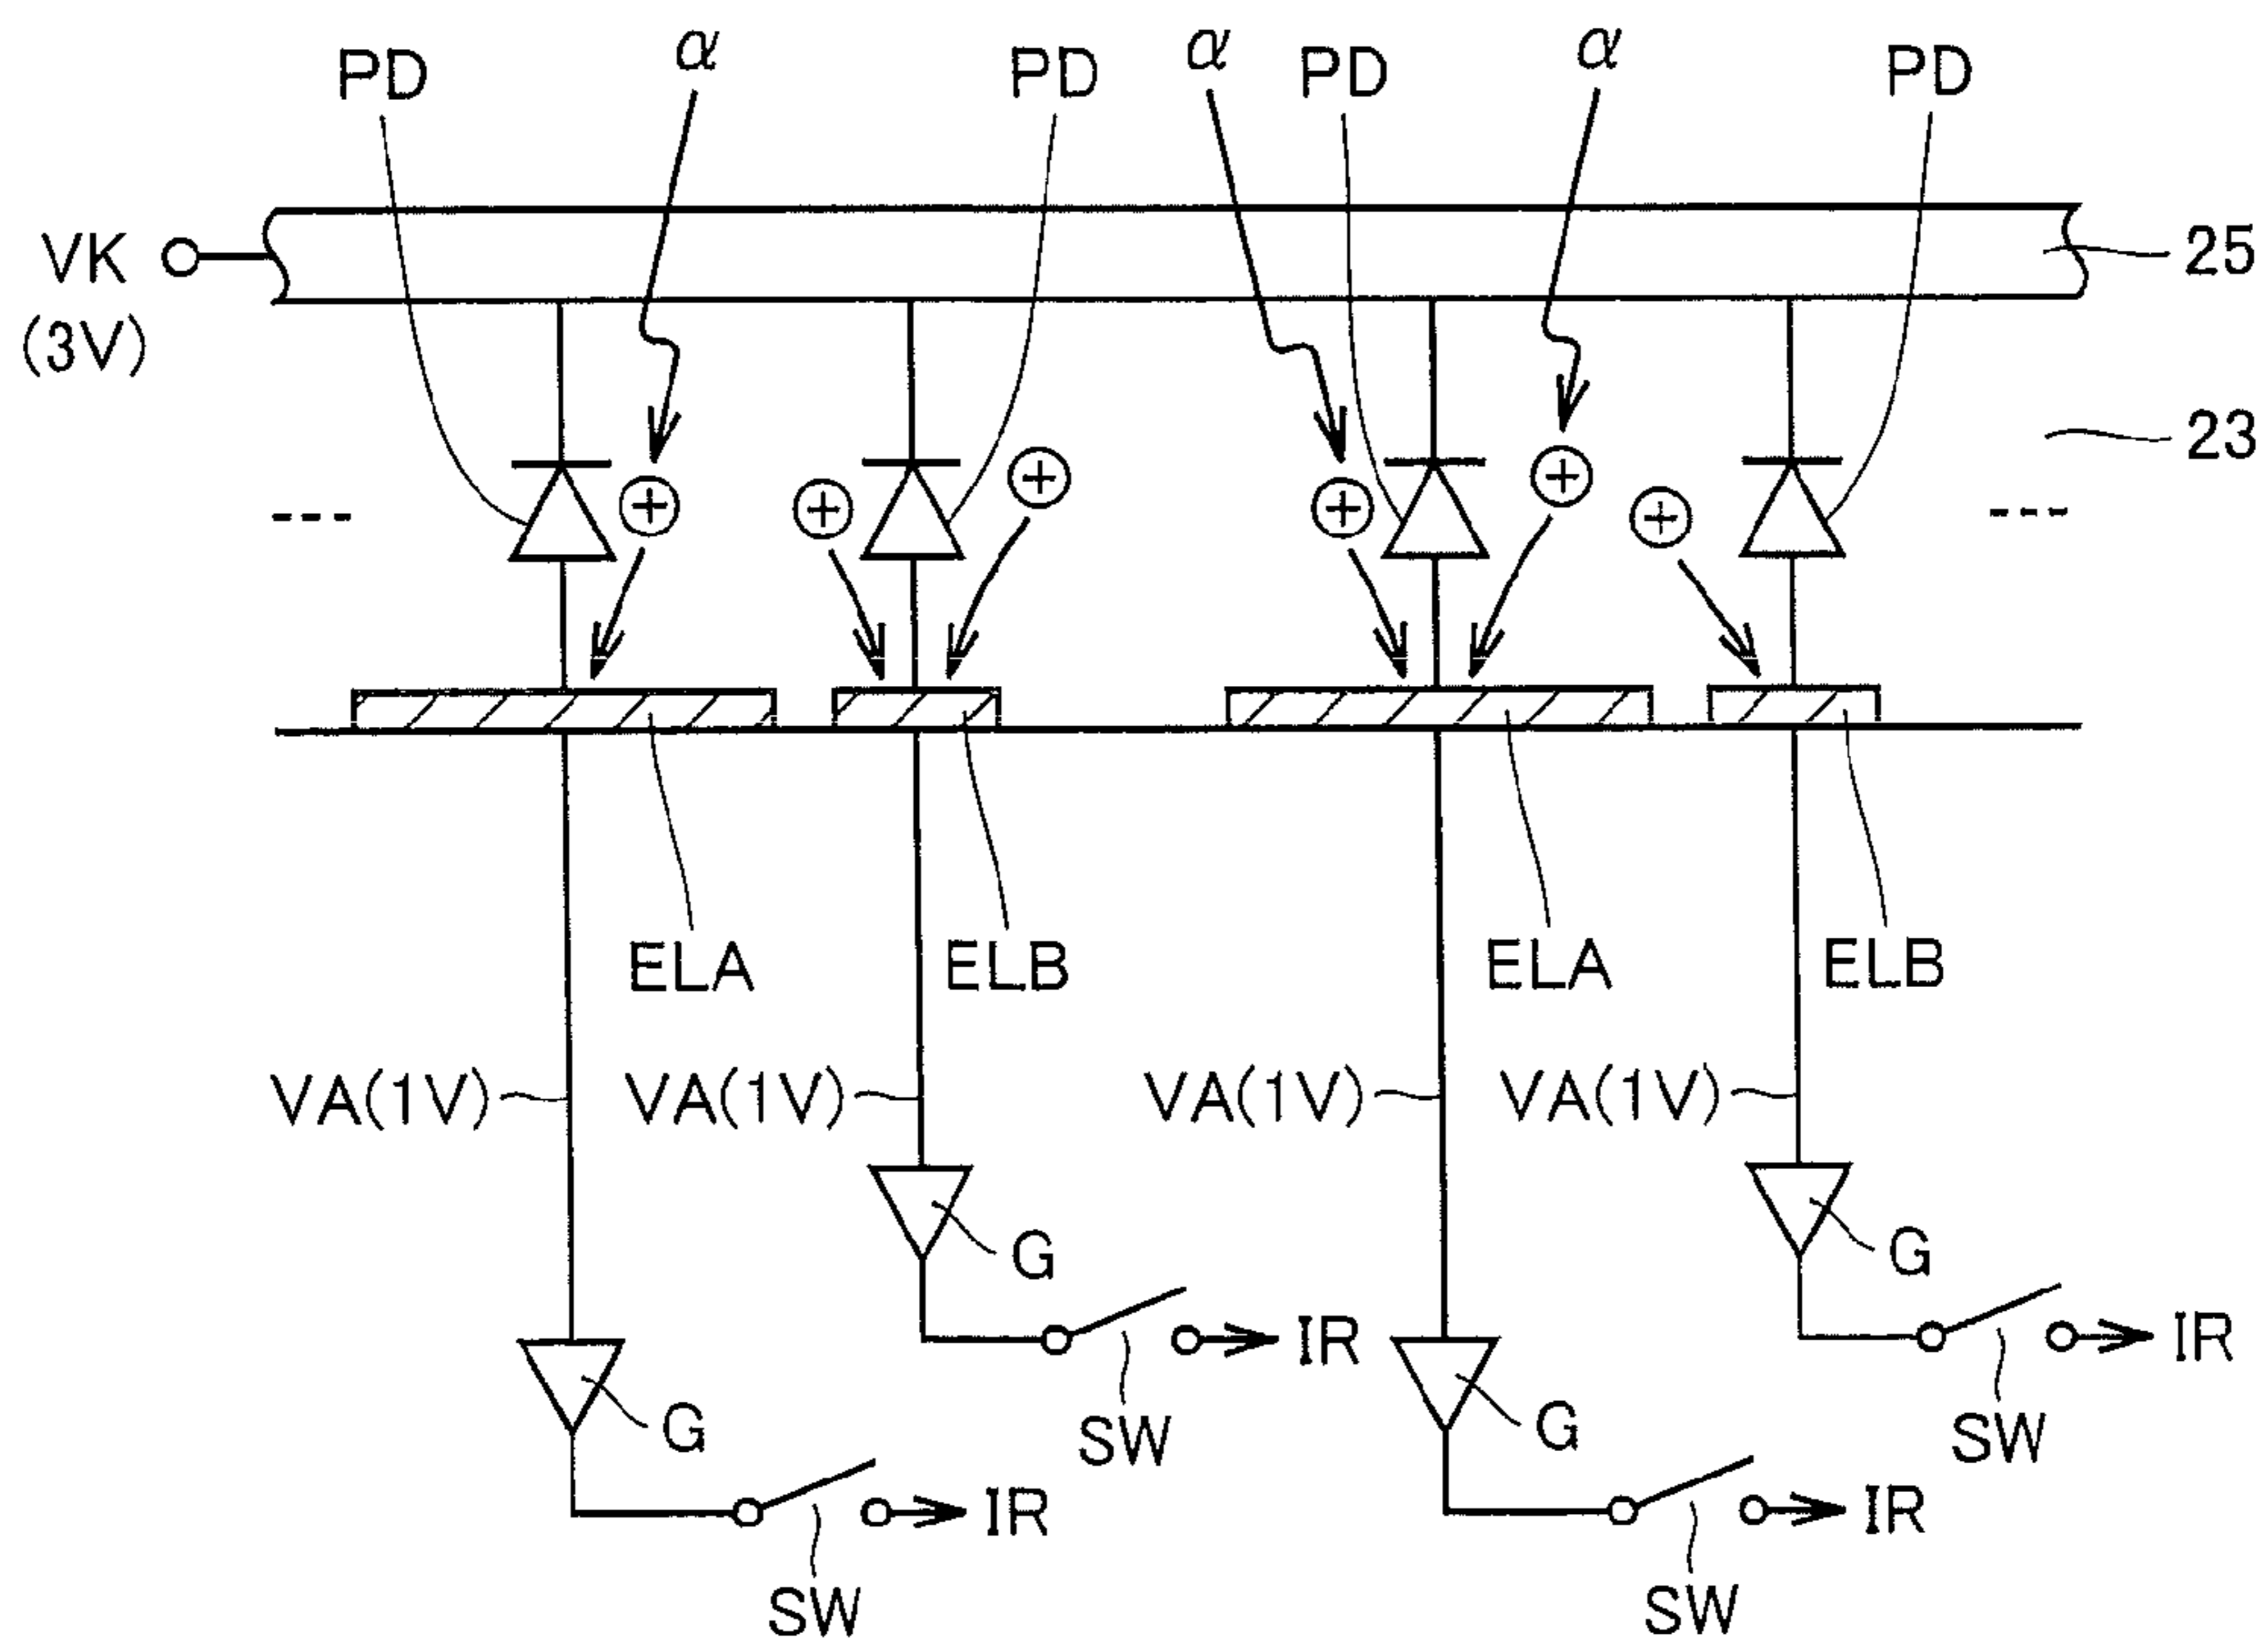 PD α PD α PD α PD
VK
(3V)
25
23
ELA ELB ELA ELB
VA(1V) VA(1V) VA(1V) VA(1V)
G G
IR IR
G G
SW SW
IR IR
SW SW